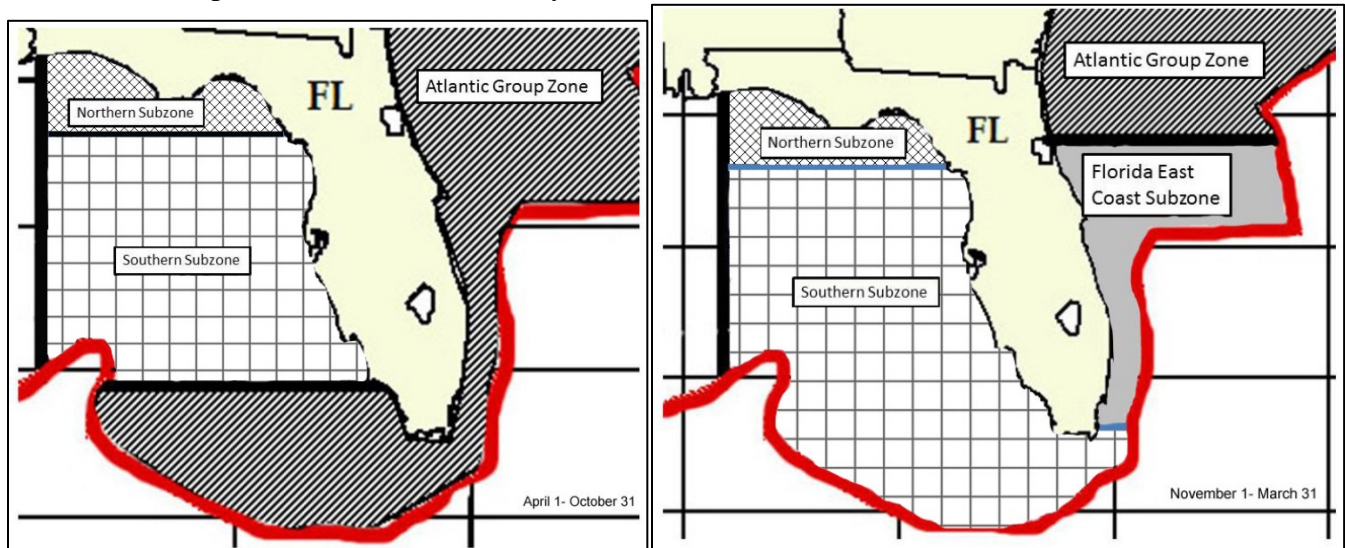 FL
Atlantic Group Zone
Northern Subzone
Southern Subzone
April 1- October 31
Atlantic Group Zone
Northern Subzone
FL
Florida East
Coast Subzone
Southern Subzone
November 1- March 31